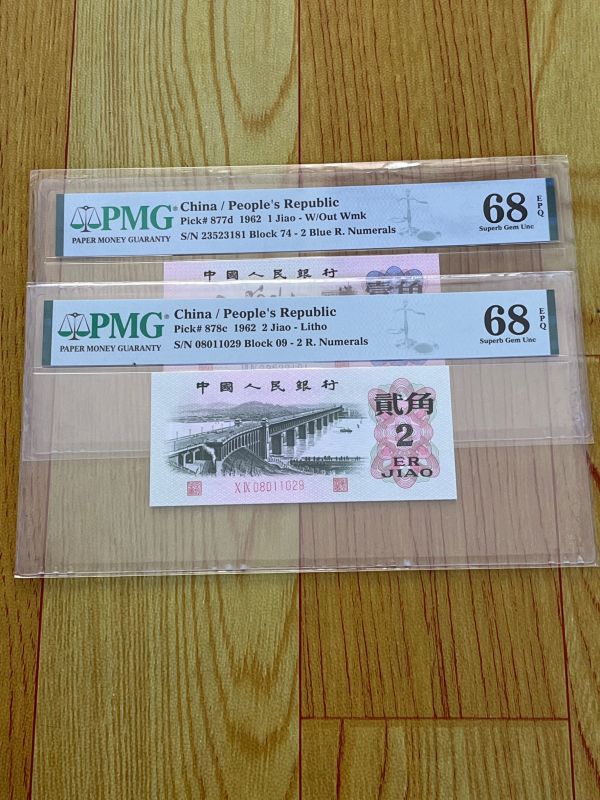 PMG®
PAPER MONEY GUARANTY
China / People's Republic
Pick# 877d 1962 1 Jiao - W/Out Wmk
S/N 23523181 Block 74 - 2 Blue R. Numerals
68
EPQ
Superb Gem Unc
中國人民銀行
壹角
PMG®
PAPER MONEY GUARANTY
China / People's Republic
Pick# 878c 1962 2 Jiao - Litho
S/N 08011029 Block 09 - 2 R. Numerals
68
EPQ
Superb Gem Unc
中國人民銀行
貳角
2
ER
JIAO
X IX 08011029